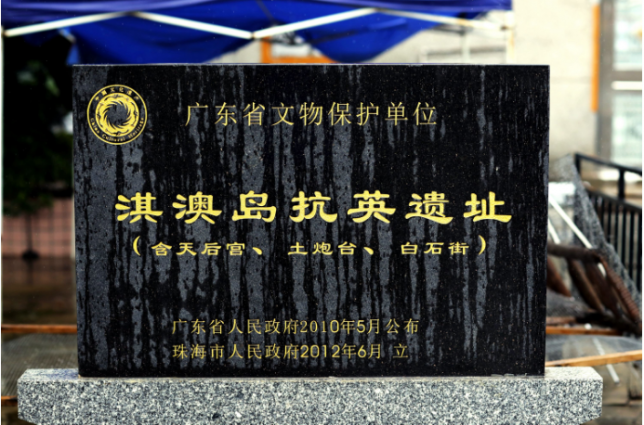 广东省文物保护单位
淇澳岛抗英遗址
（含天后宫、土炮台、白石街）
广东省人民政府2010年5月公布
珠海市人民政府2012年6月 立